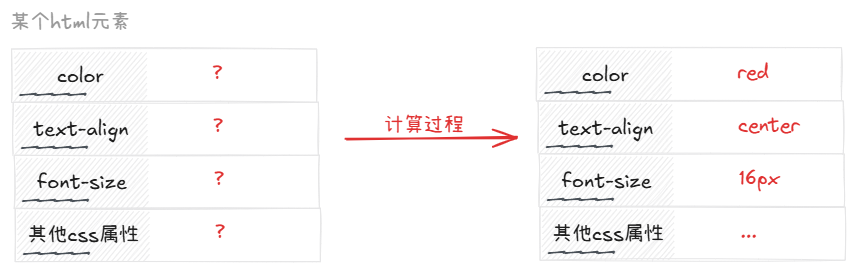 某个html元素
color ?
text-align ?
font-size ?
其他css属性 ?
计算过程
color red
text-align center
font-size 16px
其他css属性 ...